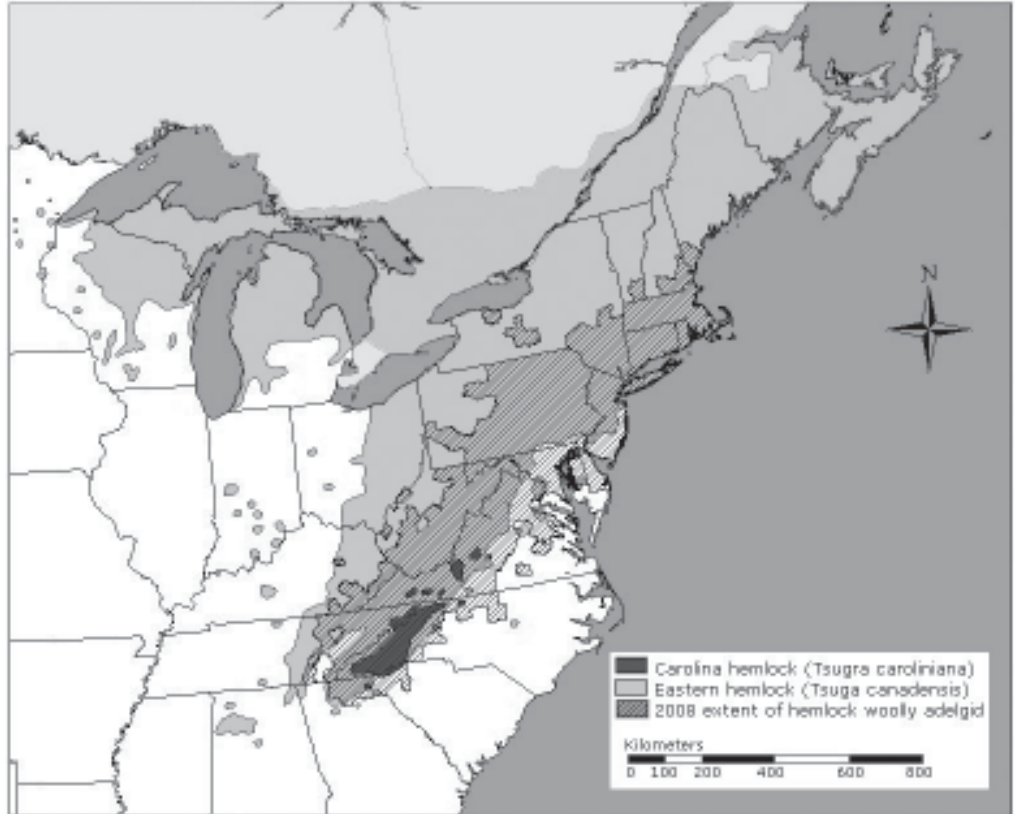 N
Carolina hemlock (Tsugra caroliniana)
Eastern hemlock (Tsuga canadensis)
2008 extent of hemlock woolly adelgid
Kilometers
0 100 200 400 600 800